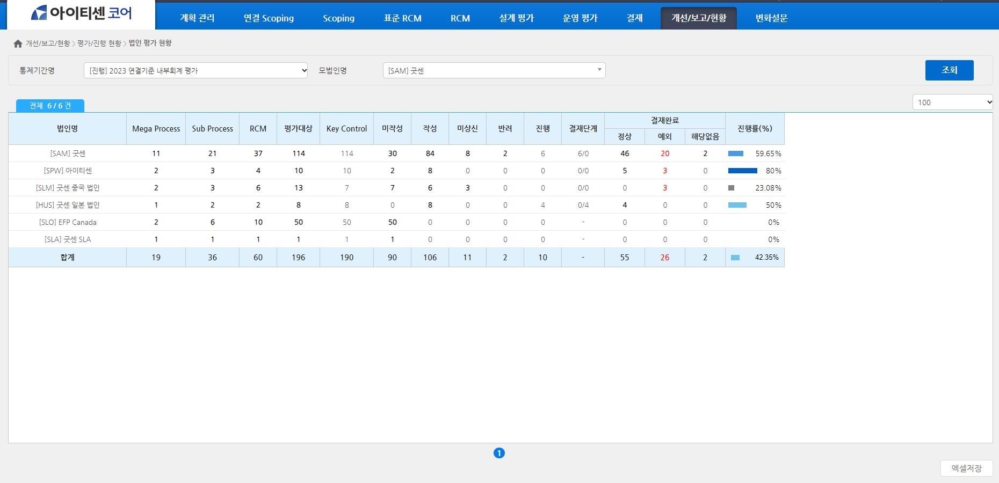 아이티센 코어
계획 관리 연결 Scoping Scoping 표준 RCM RCM 설계 평가 운영 평가 결재 개선/보고/현황 변화설문
개선/보고/현황 > 평가/진행 현황 > 법인 평가 현황
통제기간명 [진행] 2023 연결기준 내부회계 평가 모법인명 [SAM] 굿센 조회
전체 6 / 6 건 100
법인명 Mega Process Sub Process RCM 평가대상 Key Control 미작성 작성 미상신 반려 진행 결재단계 결재완료 진행률(%)
정상 예외 해당없음
[SAM] 굿센 11 21 37 114 114 30 84 8 2 6 6/0 46 20 2 59.65%
[SPW] 아이티센 2 3 4 10 10 2 8 0 0 0 0/0 5 3 0 80%
[SLM] 굿센 중국 법인 2 3 6 13 7 7 6 3 0 0 0/0 0 3 0 23.08%
[HUS] 굿센 일본 법인 1 2 2 8 8 0 8 0 0 4 0/4 4 0 0 50%
[SLO] EFP Canada 2 6 10 50 50 50 0 0 0 0 - 0 0 0 0%
[SLA] 굿센 SLA 1 1 1 1 1 1 0 0 0 0 - 0 0 0 0%
합계 19 36 60 196 190 90 106 11 2 10 - 55 26 2 42.35%
1
엑셀저장